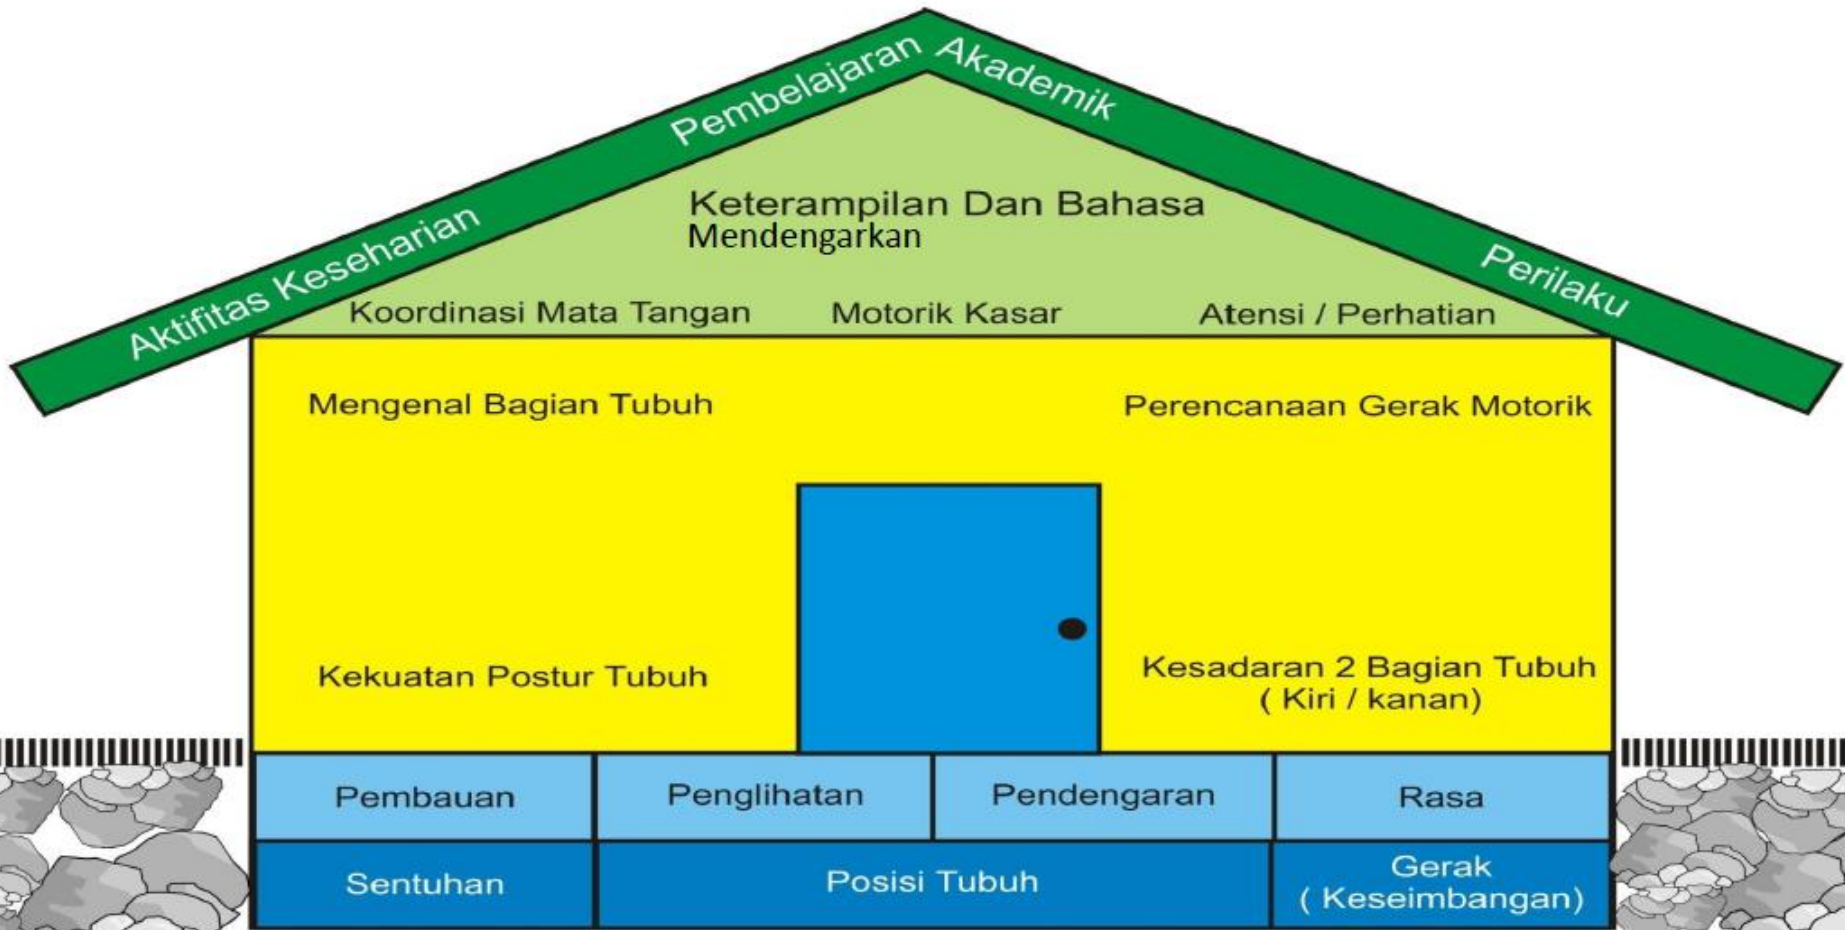 Aktifitas Keseharian
Pembelajaran
Akademik
Perilaku
Keterampilan Dan Bahasa
Mendengarkan
Koordinasi Mata Tangan
Motorik Kasar
Atensi / Perhatian
Mengenal Bagian Tubuh
Perencanaan Gerak Motorik
Kekuatan Postur Tubuh
Kesadaran 2 Bagian Tubuh
( Kiri / kanan)
Pembauan
Penglihatan
Pendengaran
Rasa
Sentuhan
Posisi Tubuh
Gerak
( Keseimbangan)